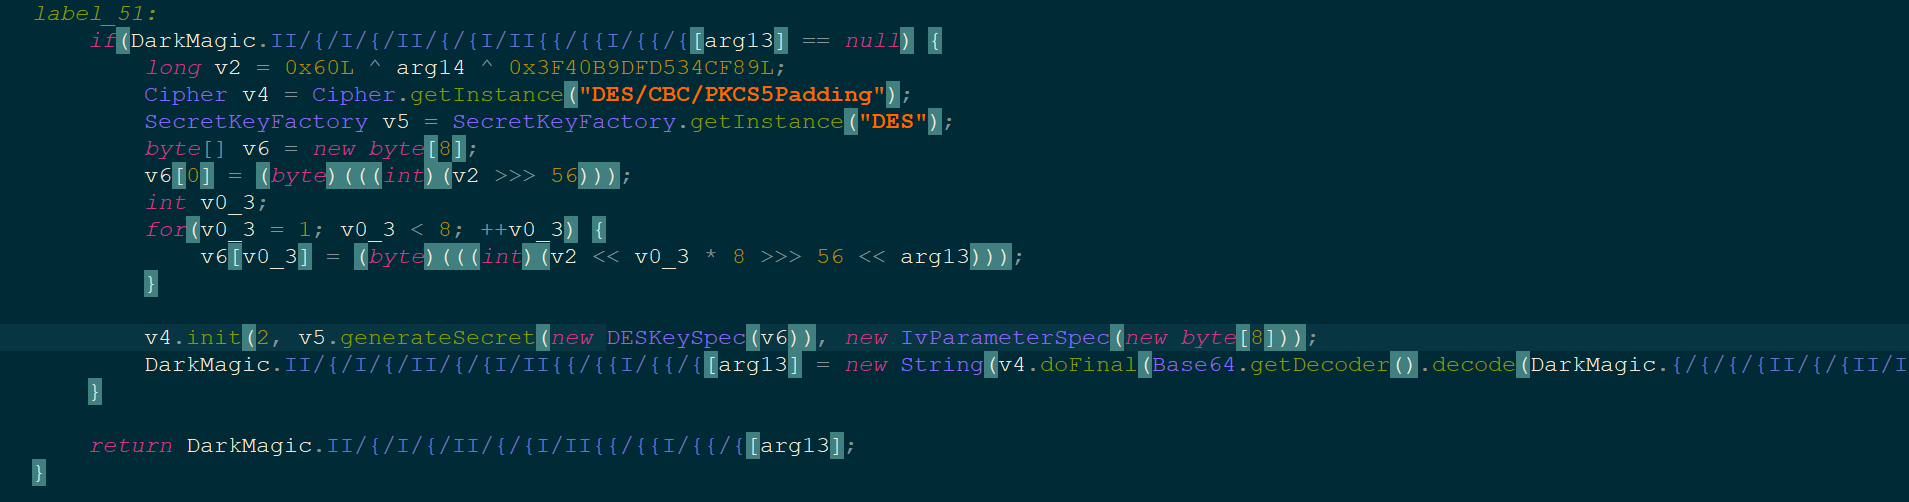 label_51:
if(DarkMagic.II/{/I/{/II/{/{I/II{{/{{I/{{/{[arg13] == null) {
long v2 = 0x60L ^ arg14 ^ 0x3F40B9DFD534CF89L;
Cipher v4 = Cipher.getInstance("DES/CBC/PKCS5Padding");
SecretKeyFactory v5 = SecretKeyFactory.getInstance("DES");
byte[] v6 = new byte[8];
v6[0] = (byte)(((int)(v2 >>> 56)));
int v0_3;
for(v0_3 = 1; v0_3 < 8; ++v0_3) {
v6[v0_3] = (byte)(((int)(v2 << v0_3 * 8 >>> 56 << arg13)));
}
v4.init(2, v5.generateSecret(new DESKeySpec(v6)), new IvParameterSpec(new byte[8]));
DarkMagic.II/{/I/{/II/{/{I/II{{/{{I/{{/{[arg13] = new String(v4.doFinal(Base64.getDecoder().decode(DarkMagic.{/{/{/{II/{/{II/I
}
return DarkMagic.II/{/I/{/II/{/{I/II{{/{{I/{{/{[arg13];
}